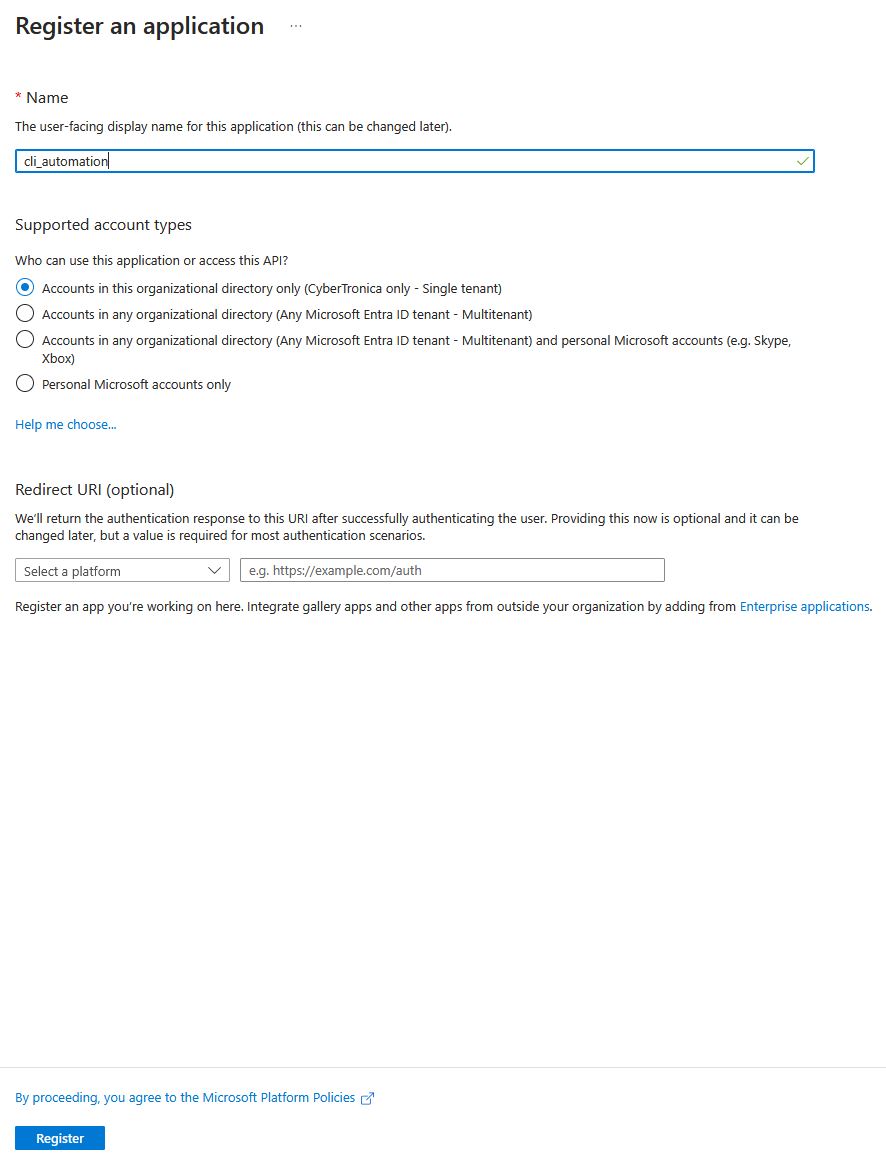 Register an application ...
* Name
The user-facing display name for this application (this can be changed later).
cli_automation
Supported account types
Who can use this application or access this API?
Accounts in this organizational directory only (CyberTronica only - Single tenant)
Accounts in any organizational directory (Any Microsoft Entra ID tenant - Multitenant)
Accounts in any organizational directory (Any Microsoft Entra ID tenant - Multitenant) and personal Microsoft accounts (e.g. Skype,
Xbox)
Personal Microsoft accounts only
Help me choose...
Redirect URI (optional)
We'll return the authentication response to this URI after successfully authenticating the user. Providing this now is optional and it can be
changed later, but a value is required for most authentication scenarios.
Select a platform
e.g. https://example.com/auth
Register an app you're working on here. Integrate gallery apps and other apps from outside your organization by adding from Enterprise applications.
By proceeding, you agree to the Microsoft Platform Policies
Register